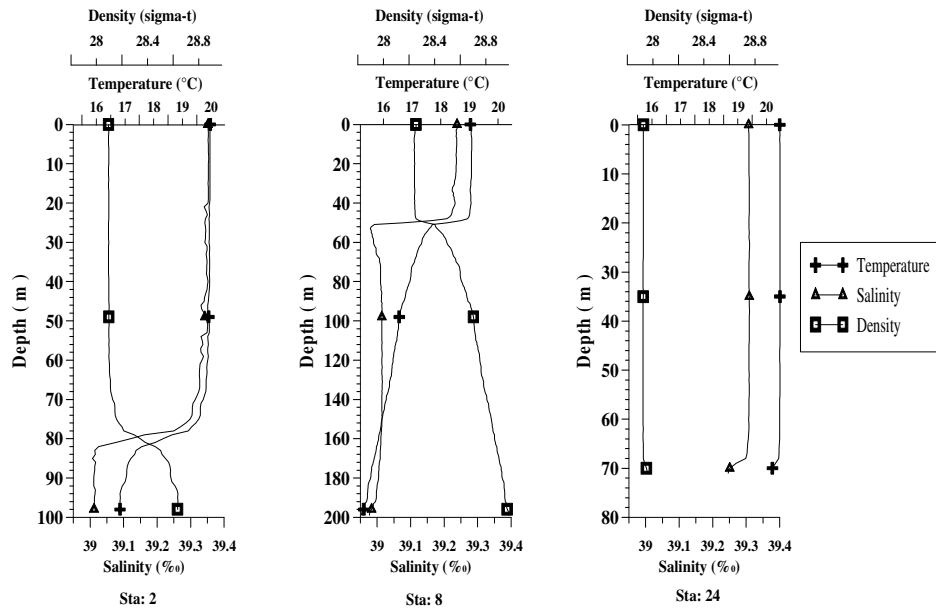 Density (sigma-t)
28 28.4 28.8
Temperature (°C)
16 17 18 19 20
0
10
20
30
40
50
60
70
80
90
100
Depth ( m )
39 39.1 39.2 39.3 39.4
Salinity (‰)
Sta: 2
Density (sigma-t)
28 28.4 28.8
Temperature (°C)
16 17 18 19 20
0
20
40
60
80
100
120
140
160
180
200
Depth ( m )
39 39.1 39.2 39.3 39.4
Salinity (‰)
Sta: 8
Density (sigma-t)
28 28.4 28.8
Temperature (°C)
16 17 18 19 20
0
10
20
30
40
50
60
70
80
Depth ( m )
39 39.1 39.2 39.3 39.4
Salinity (‰)
Sta: 24
Temperature
Salinity
Density